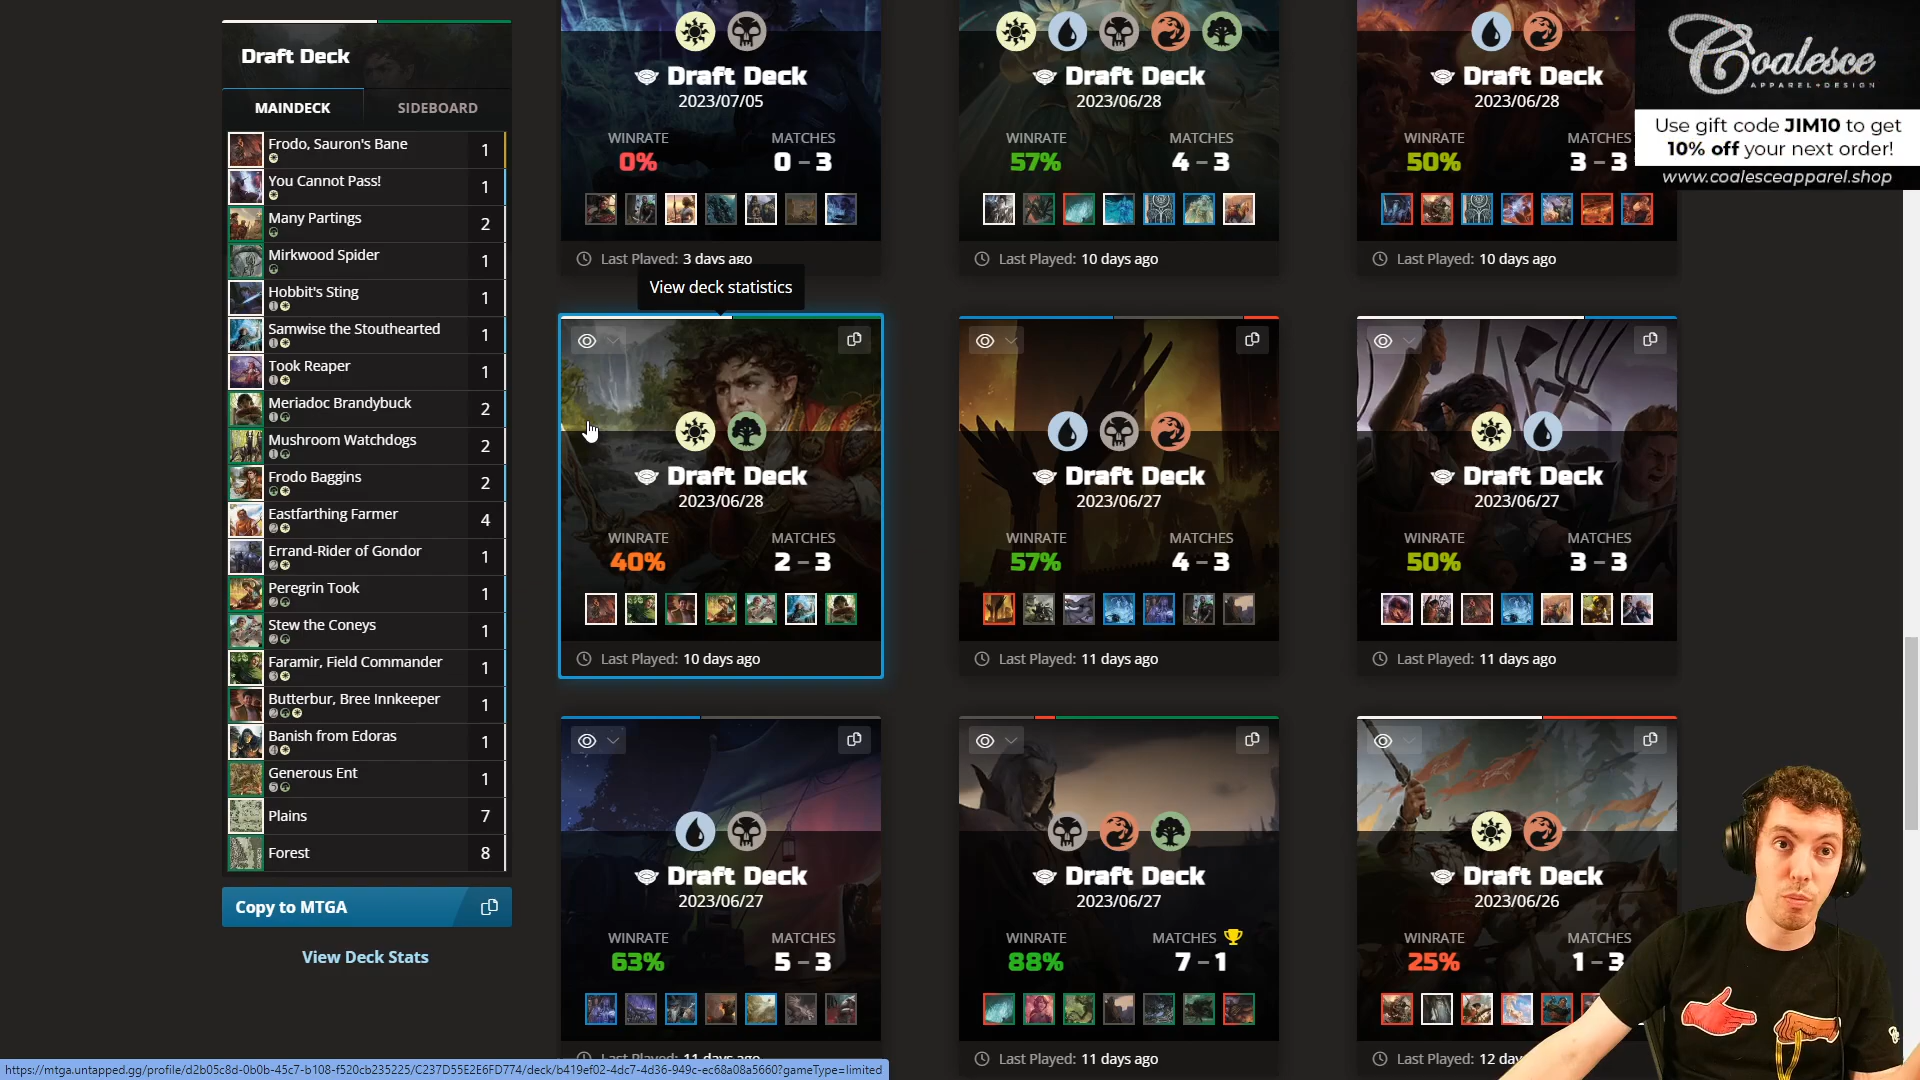 Draft Deck
MAINDECK
SIDEBOARD
Frodo, Sauron's Bane 1
You Cannot Pass! 1
Many Partings 2
Mirkwood Spider 1
Hobbit's Sting 1
Samwise the Stouthearted 1
Took Reaper 1
Meriadoc Brandybuck 2
Mushroom Watchdogs 2
Frodo Baggins 2
Eastfarthing Farmer 4
Errand-Rider of Gondor 1
Peregrin Took 1
Stew the Coneys 1
Faramir, Field Commander 1
Butterbur, Bree Innkeeper 1
Banish from Edoras 1
Generous Ent 1
Plains 7
Forest 8
Copy to MTGA
View Deck Stats
Draft Deck
2023/07/05
WINRATE MATCHES
0% 0 – 3
Last Played: 3 days ago
Draft Deck
2023/06/28
WINRATE MATCHES
57% 4 – 3
Last Played: 10 days ago
Draft Deck
2023/06/28
WINRATE MATCHES
50% 3 – 3
Last Played: 10 days ago
View deck statistics
Draft Deck
2023/06/28
WINRATE MATCHES
40% 2 – 3
Last Played: 10 days ago
Draft Deck
2023/06/27
WINRATE MATCHES
57% 4 – 3
Last Played: 11 days ago
Draft Deck
2023/06/27
WINRATE MATCHES
50% 3 – 3
Last Played: 11 days ago
Draft Deck
2023/06/27
WINRATE MATCHES
63% 5 – 3
Last Played: 11 days ago
Draft Deck
2023/06/27
WINRATE MATCHES
88% 7 – 1
Last Played: 11 days ago
Draft Deck
2023/06/26
WINRATE MATCHES
25% 1 – 3
Last Played: 12 day
Coalesce
APPAREL+DESIGN
Use gift code JIM10 to get
10% off your next order!
www.coalesceapparel.shop
https://mtga.untapped.gg/profile/d2b05c8d-0b0b-45c7-b108-f520cb235225/C237D55E2E6FD774/deck/b419ef02-4dc7-4d36-949c-ec68a08a5660?gameType=limited